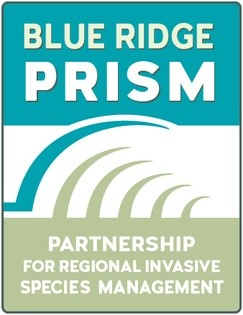 BLUE RIDGE
PRISM
PARTNERSHIP
FOR REGIONAL INVASIVE
SPECIES MANAGEMENT